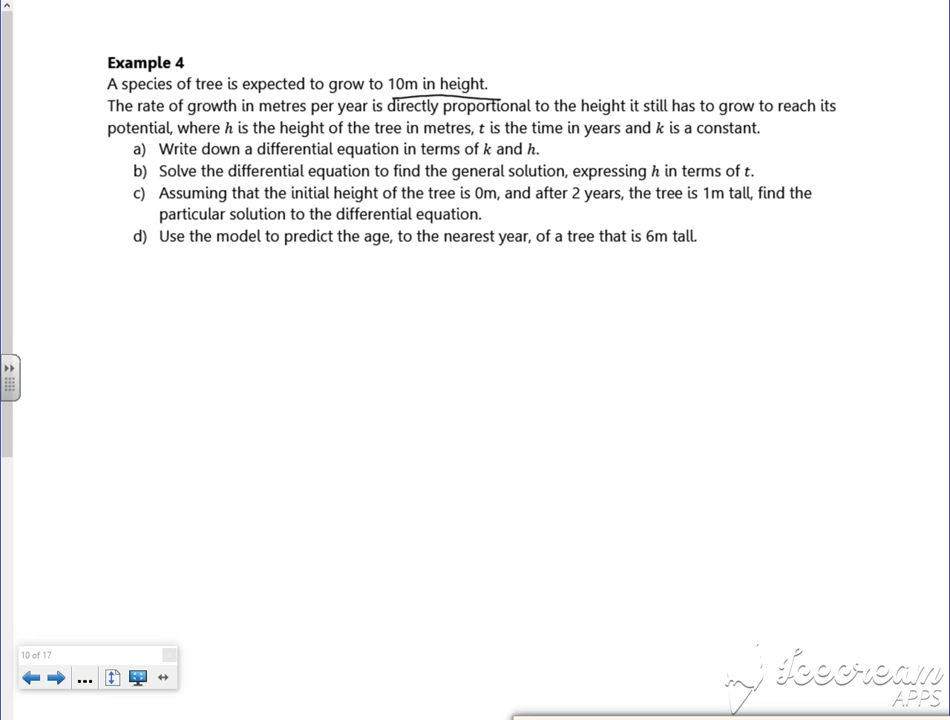 Example 4
A species of tree is expected to grow to 10m in height.
The rate of growth in metres per year is directly proportional to the height it still has to grow to reach its
potential, where h is the height of the tree in metres, t is the time in years and k is a constant.
a) Write down a differential equation in terms of k and h.
b) Solve the differential equation to find the general solution, expressing h in terms of t.
c) Assuming that the initial height of the tree is 0m, and after 2 years, the tree is 1m tall, find the
particular solution to the differential equation.
d) Use the model to predict the age, to the nearest year, of a tree that is 6m tall.
10 of 17
...
Icecream
APPS